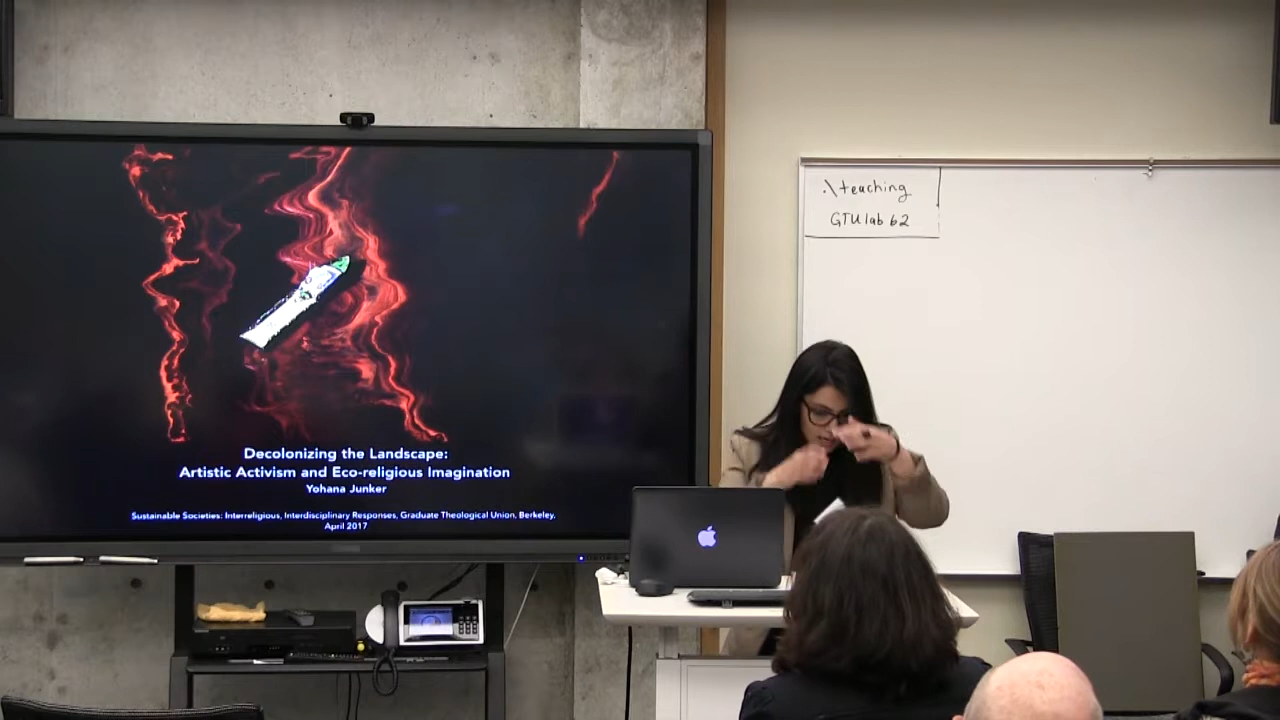 Decolonizing the Landscape:
Artistic Activism and Eco-religious Imagination
Yohana Junker
Sustainable Societies: Interreligious, Interdisciplinary Responses, Graduate Theological Union, Berkeley,
April 2017
.\teaching
GTU lab 62